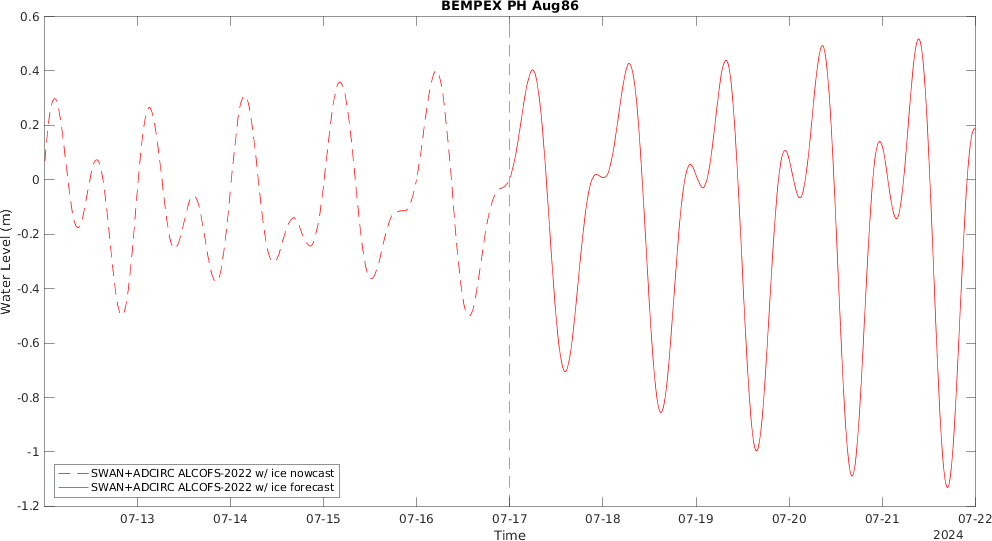 BEMPEX PH Aug86
0.6
0.4
0.2
0
-0.2
-0.4
-0.6
-0.8
-1
-1.2
Water Level (m)
SWAN+ADCIRC ALCOFS-2022 w/ ice nowcast
SWAN+ADCIRC ALCOFS-2022 w/ ice forecast
07-13 07-14 07-15 07-16 07-17 07-18 07-19 07-20 07-21 07-22
Time
2024